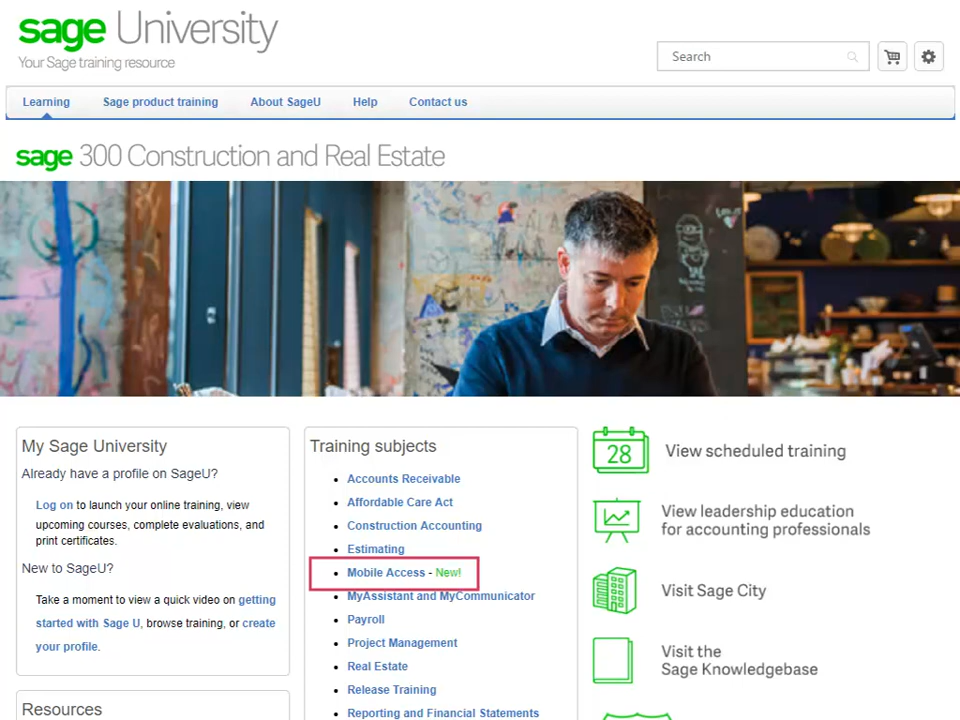 sage University
Your Sage training resource
Search
Learning
Sage product training
About SageU
Help
Contact us
sage 300 Construction and Real Estate
My Sage University
Already have a profile on SageU?
Log on to launch your online training, view
upcoming courses, complete evaluations, and
print certificates.
New to SageU?
Take a moment to view a quick video on getting
started with Sage U, browse training, or create
your profile.
Resources
Training subjects
Accounts Receivable
Affordable Care Act
Construction Accounting
Estimating
Mobile Access - New!
MyAssistant and MyCommunicator
Payroll
Project Management
Real Estate
Release Training
Reporting and Financial Statements
28
View scheduled training
View leadership education
for accounting professionals
Visit Sage City
Visit the
Sage Knowledgebase